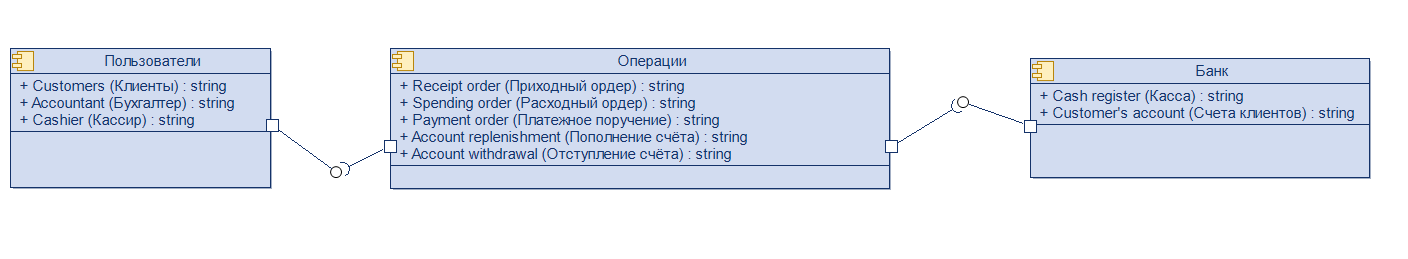 Пользователи
+ Customers (Клиенты) : string
+ Accountant (Бухгалтер) : string
+ Cashier (Кассир) : string
Операции
+ Receipt order (Приходный ордер) : string
+ Spending order (Расходный ордер) : string
+ Payment order (Платежное поручение) : string
+ Account replenishment (Пополнение счёта) : string
+ Account withdrawal (Отступление счёта) : string
Банк
+ Cash register (Касса) : string
+ Customer's account (Счета клиентов) : string